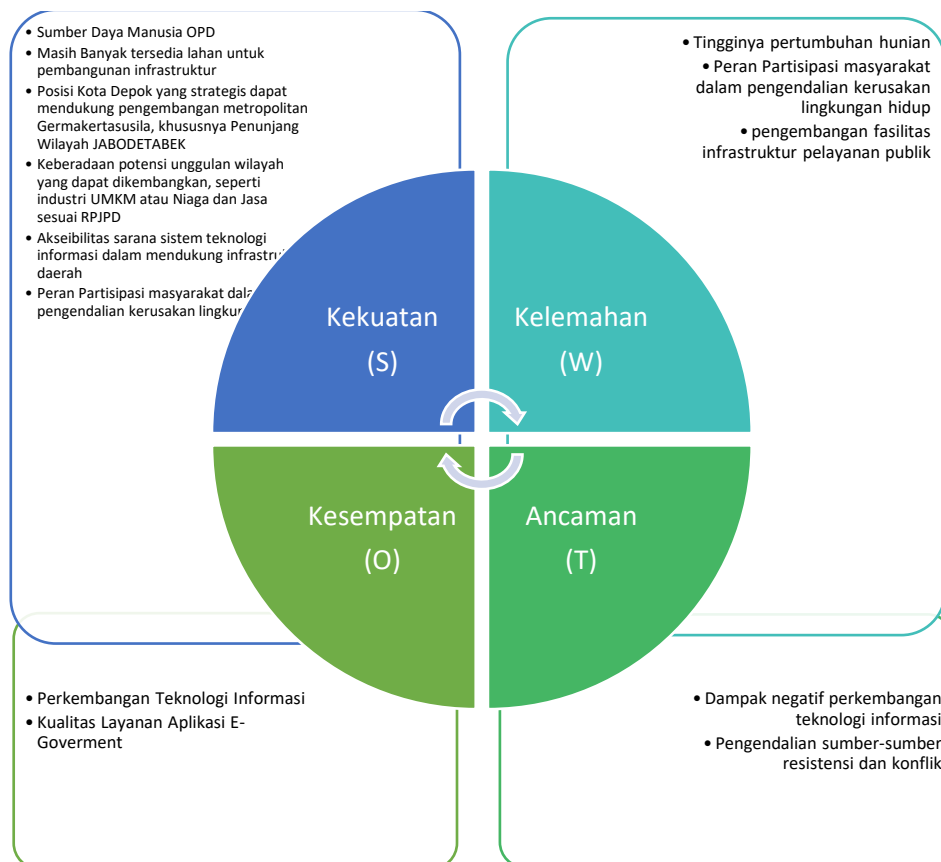 • Sumber Daya Manusia OPD
• Masih Banyak tersedia lahan untuk
pembangunan infrastruktur
• Posisi Kota Depok yang strategis dapat
mendukung pengembangan metropolitan
Germakertasusila, khususnya Penunjang
Wilayah JABODETABEK
• Keberadaan potensi unggulan wilayah
yang dapat dikembangkan, seperti
industri UMKM atau Niaga dan Jasa
sesuai RPJPD
• Akseibilitas sarana sistem teknologi
informasi dalam mendukung
daerah
• Peran Partisipasi masyarakat
pengendalian kerusakan
• Tingginya pertumbuhan hunian
• Peran Partisipasi masyarakat
dalam pengendalian kerusakan
lingkungan hidup
• pengembangan fasilitas
infrastruktur pelayanan publik
Kekuatan
(S)
Kelemahan
(W)
Kesempatan
(O)
Ancaman
(T)
• Perkembangan Teknologi Informasi
• Kualitas Layanan Aplikasi E-
Goverment
• Dampak negatif perkembangan
teknologi informasi
• Pengendalian sumber-sumber
resistensi dan konflik